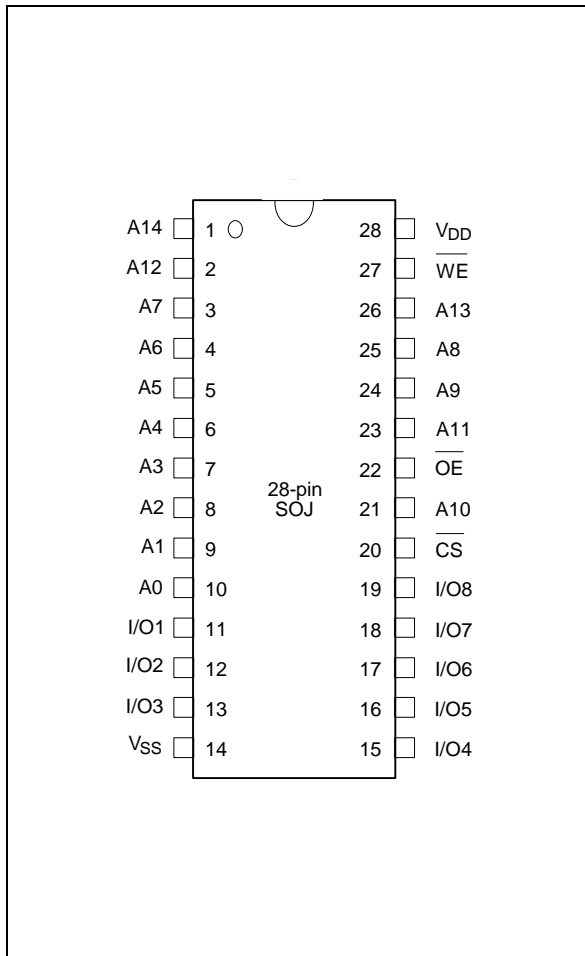 A14 1 28 VDD
A12 2 27 WE
A7 3 26 A13
A6 4 25 A8
A5 5 24 A9
A4 6 23 A11
A3 7 22 OE
28-pin
SOJ
A2 8 21 A10
A1 9 20 CS
A0 10 19 I/O8
I/O1 11 18 I/O7
I/O2 12 17 I/O6
I/O3 13 16 I/O5
VSS 14 15 I/O4